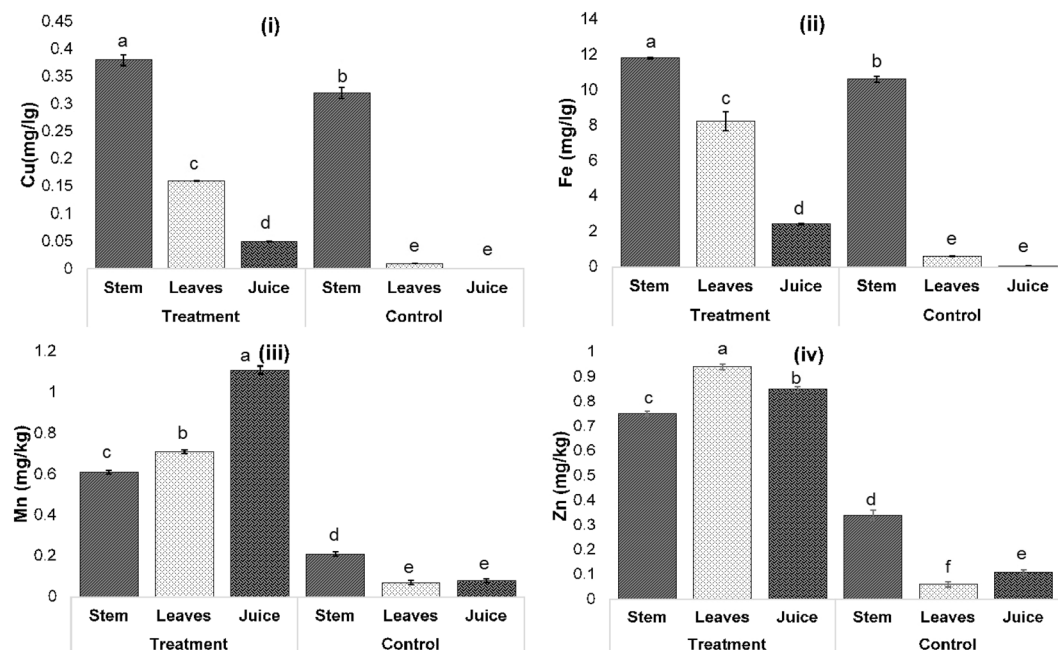 (i)
Cu(mg/lg)
0.45
0.4
0.35
0.3
0.25
0.2
0.15
0.1
0.05
0
a
c
d
b
e
e
Stem Leaves Juice Stem Leaves Juice
Treatment Control
(ii)
Fe (mg/lg)
14
12
10
8
6
4
2
0
a
c
d
b
e
e
Stem Leaves Juice Stem Leaves Juice
Treatment Control
(iii)
Mn (mg/kg)
1.2
1
0.8
0.6
0.4
0.2
0
c
b
a
d
e
e
Stem Leaves Juice Stem Leaves Juice
Treatment Control
(iv)
Zn (mg/kg)
1
0.9
0.8
0.7
0.6
0.5
0.4
0.3
0.2
0.1
0
c
a
b
d
f
e
Stem Leaves Juice Stem Leaves Juice
Treatment Control